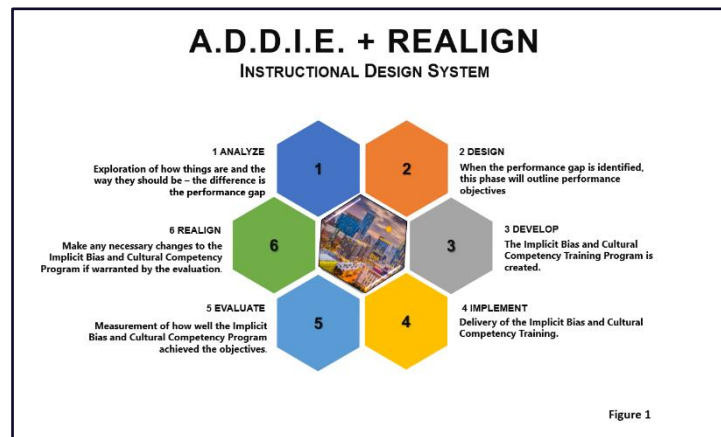 A.D.D.I.E. + REALIGN
INSTRUCTIONAL DESIGN SYSTEM
1 ANALYZE
Exploration of how things are and the
way they should be – the difference is
the performance gap
1
2
2 DESIGN
When the performance gap is identified,
this phase will outline performance
objectives
6 REALIGN
Make any necessary changes to the
Implicit Bias and Cultural Competency
Program if warranted by the evaluation.
6
3
3 DEVELOP
The Implicit Bias and Cultural
Competency Training Program is
created.
5 EVALUATE
Measurement of how well the Implicit
Bias and Cultural Competency Program
achieved the objectives.
5
4
4 IMPLEMENT
Delivery of the Implicit Bias and Cultural
Competency Training.
Figure 1